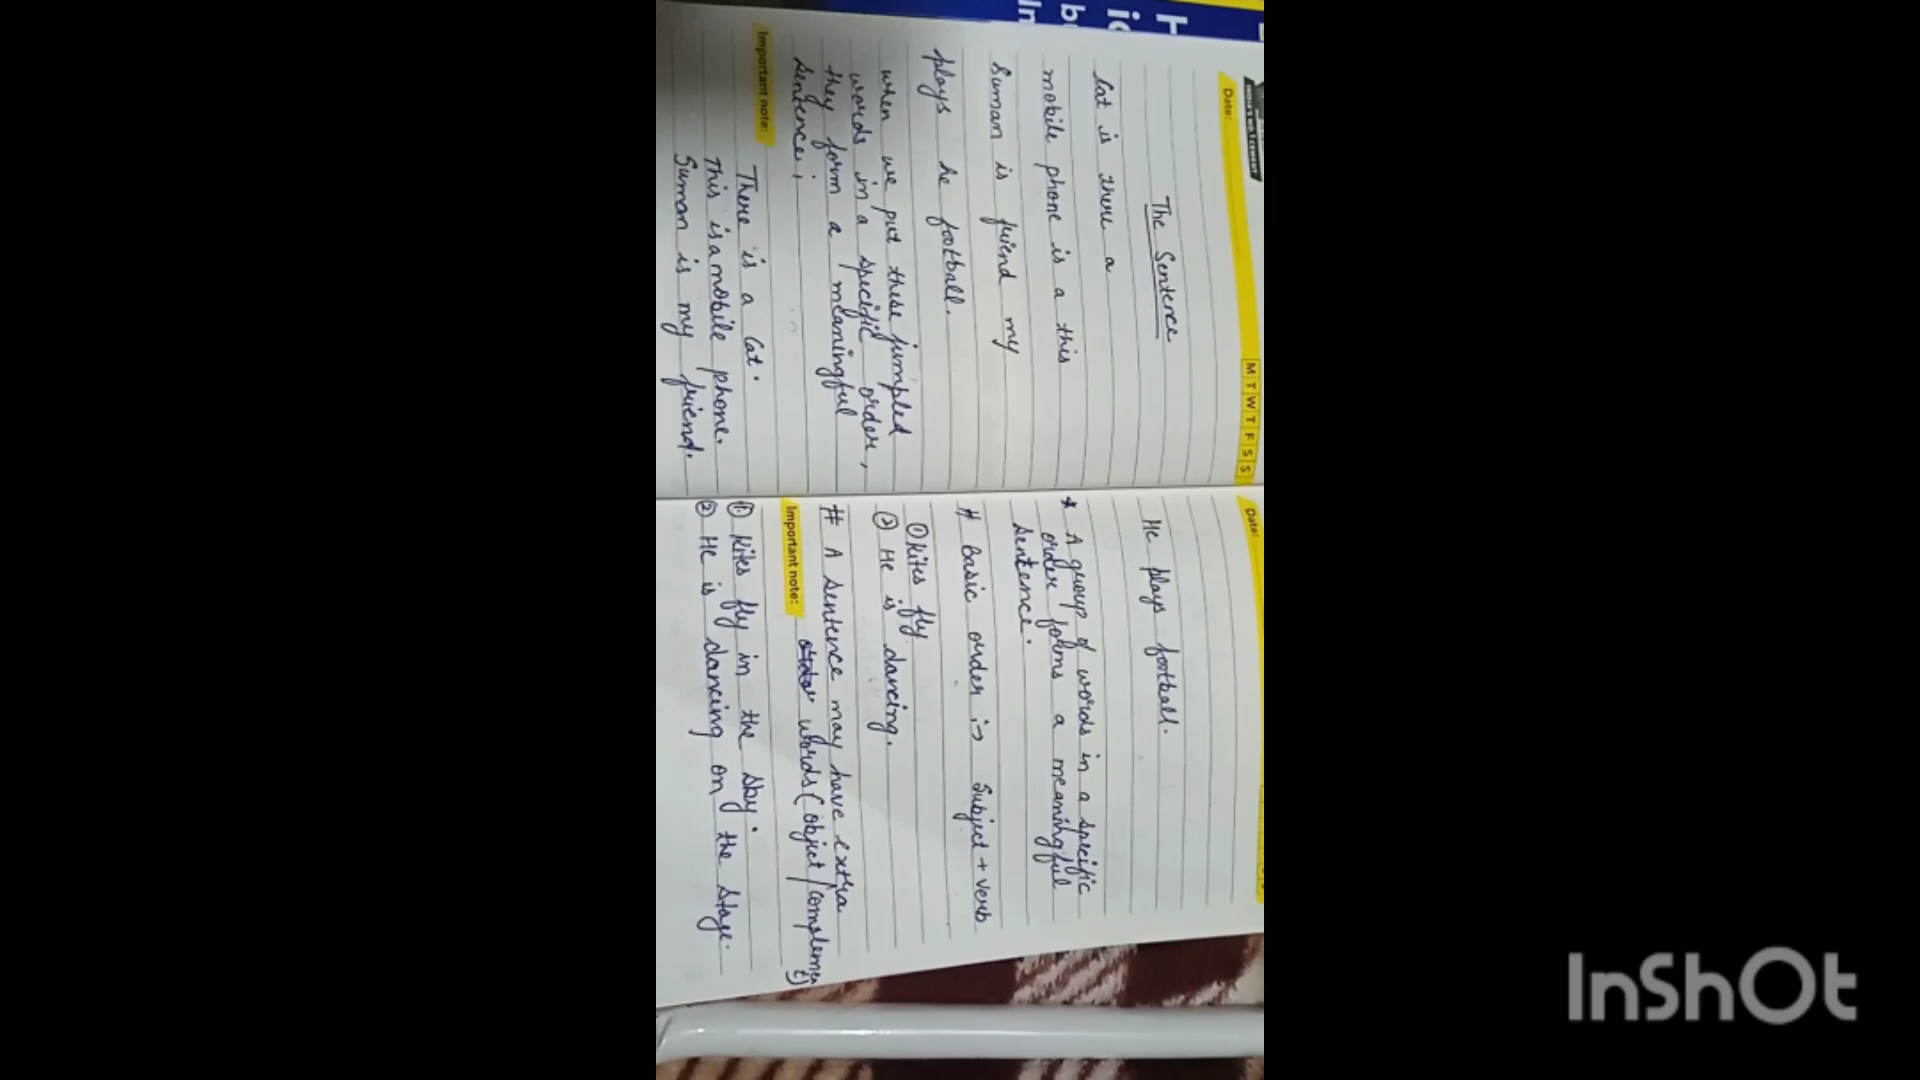 Date:
M T W T F S S
The Sentence
Cat is there a
mobile phone is a this
Suman is friend my
plays he football.
when we put these jumpled
words in a specific order,
they form a meaningful
sentence:
Important note:
There is a Cat.
This is a mobile phone.
Suman is my friend.
Date:
He plays football.
* A group of words in a specific
order forms a meaningful
sentence.
# Basic order :-> Subject + verb
① Kites fly
② He is dancing.
# A sentence may have extra
Important note:
words (object / complement)
① Kites fly in the sky.
② He is dancing on the stage.
InShOt